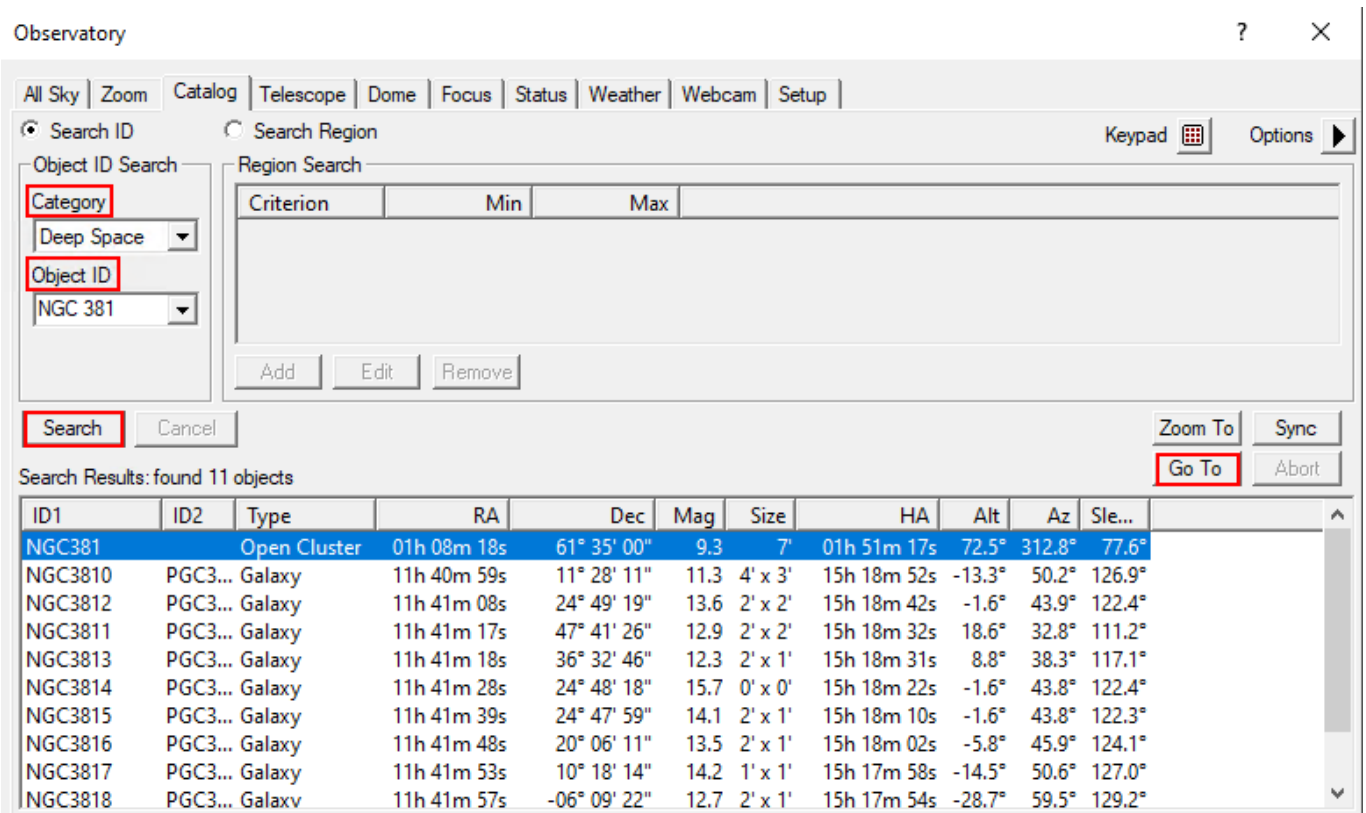 Observatory ?
All Sky Zoom Catalog Telescope Dome Focus Status Weather Webcam Setup
Search ID Search Region Keypad Options
Object ID Search Region Search
Category Criterion Min Max
Deep Space
Object ID
NGC 381
Add Edit Remove
Search Cancel Zoom To Sync
Search Results: found 11 objects Go To Abort
ID1 ID2 Type RA Dec Mag Size HA Alt Az Sle...
NGC381 Open Cluster 01h 08m 18s 61° 35' 00" 9.3 7' 01h 51m 17s 72.5° 312.8° 77.6°
NGC3810 PGC3... Galaxy 11h 40m 59s 11° 28' 11" 11.3 4' x 3' 15h 18m 52s -13.3° 50.2° 126.9°
NGC3812 PGC3... Galaxy 11h 41m 08s 24° 49' 19" 13.6 2' x 2' 15h 18m 42s -1.6° 43.9° 122.4°
NGC3811 PGC3... Galaxy 11h 41m 17s 47° 41' 26" 12.9 2' x 2' 15h 18m 32s 18.6° 32.8° 111.2°
NGC3813 PGC3... Galaxy 11h 41m 18s 36° 32' 46" 12.3 2' x 1' 15h 18m 31s 8.8° 38.3° 117.1°
NGC3814 PGC3... Galaxy 11h 41m 28s 24° 48' 18" 15.7 0' x 0' 15h 18m 22s -1.6° 43.8° 122.4°
NGC3815 PGC3... Galaxy 11h 41m 39s 24° 47' 59" 14.1 2' x 1' 15h 18m 10s -1.6° 43.8° 122.3°
NGC3816 PGC3... Galaxy 11h 41m 48s 20° 06' 11" 13.5 2' x 1' 15h 18m 02s -5.8° 45.9° 124.1°
NGC3817 PGC3... Galaxy 11h 41m 53s 10° 18' 14" 14.2 1' x 1' 15h 17m 58s -14.5° 50.6° 127.0°
NGC3818 PGC3... Galaxy 11h 41m 57s -06° 09' 22" 12.7 2' x 1' 15h 17m 54s -28.7° 59.5° 129.2°